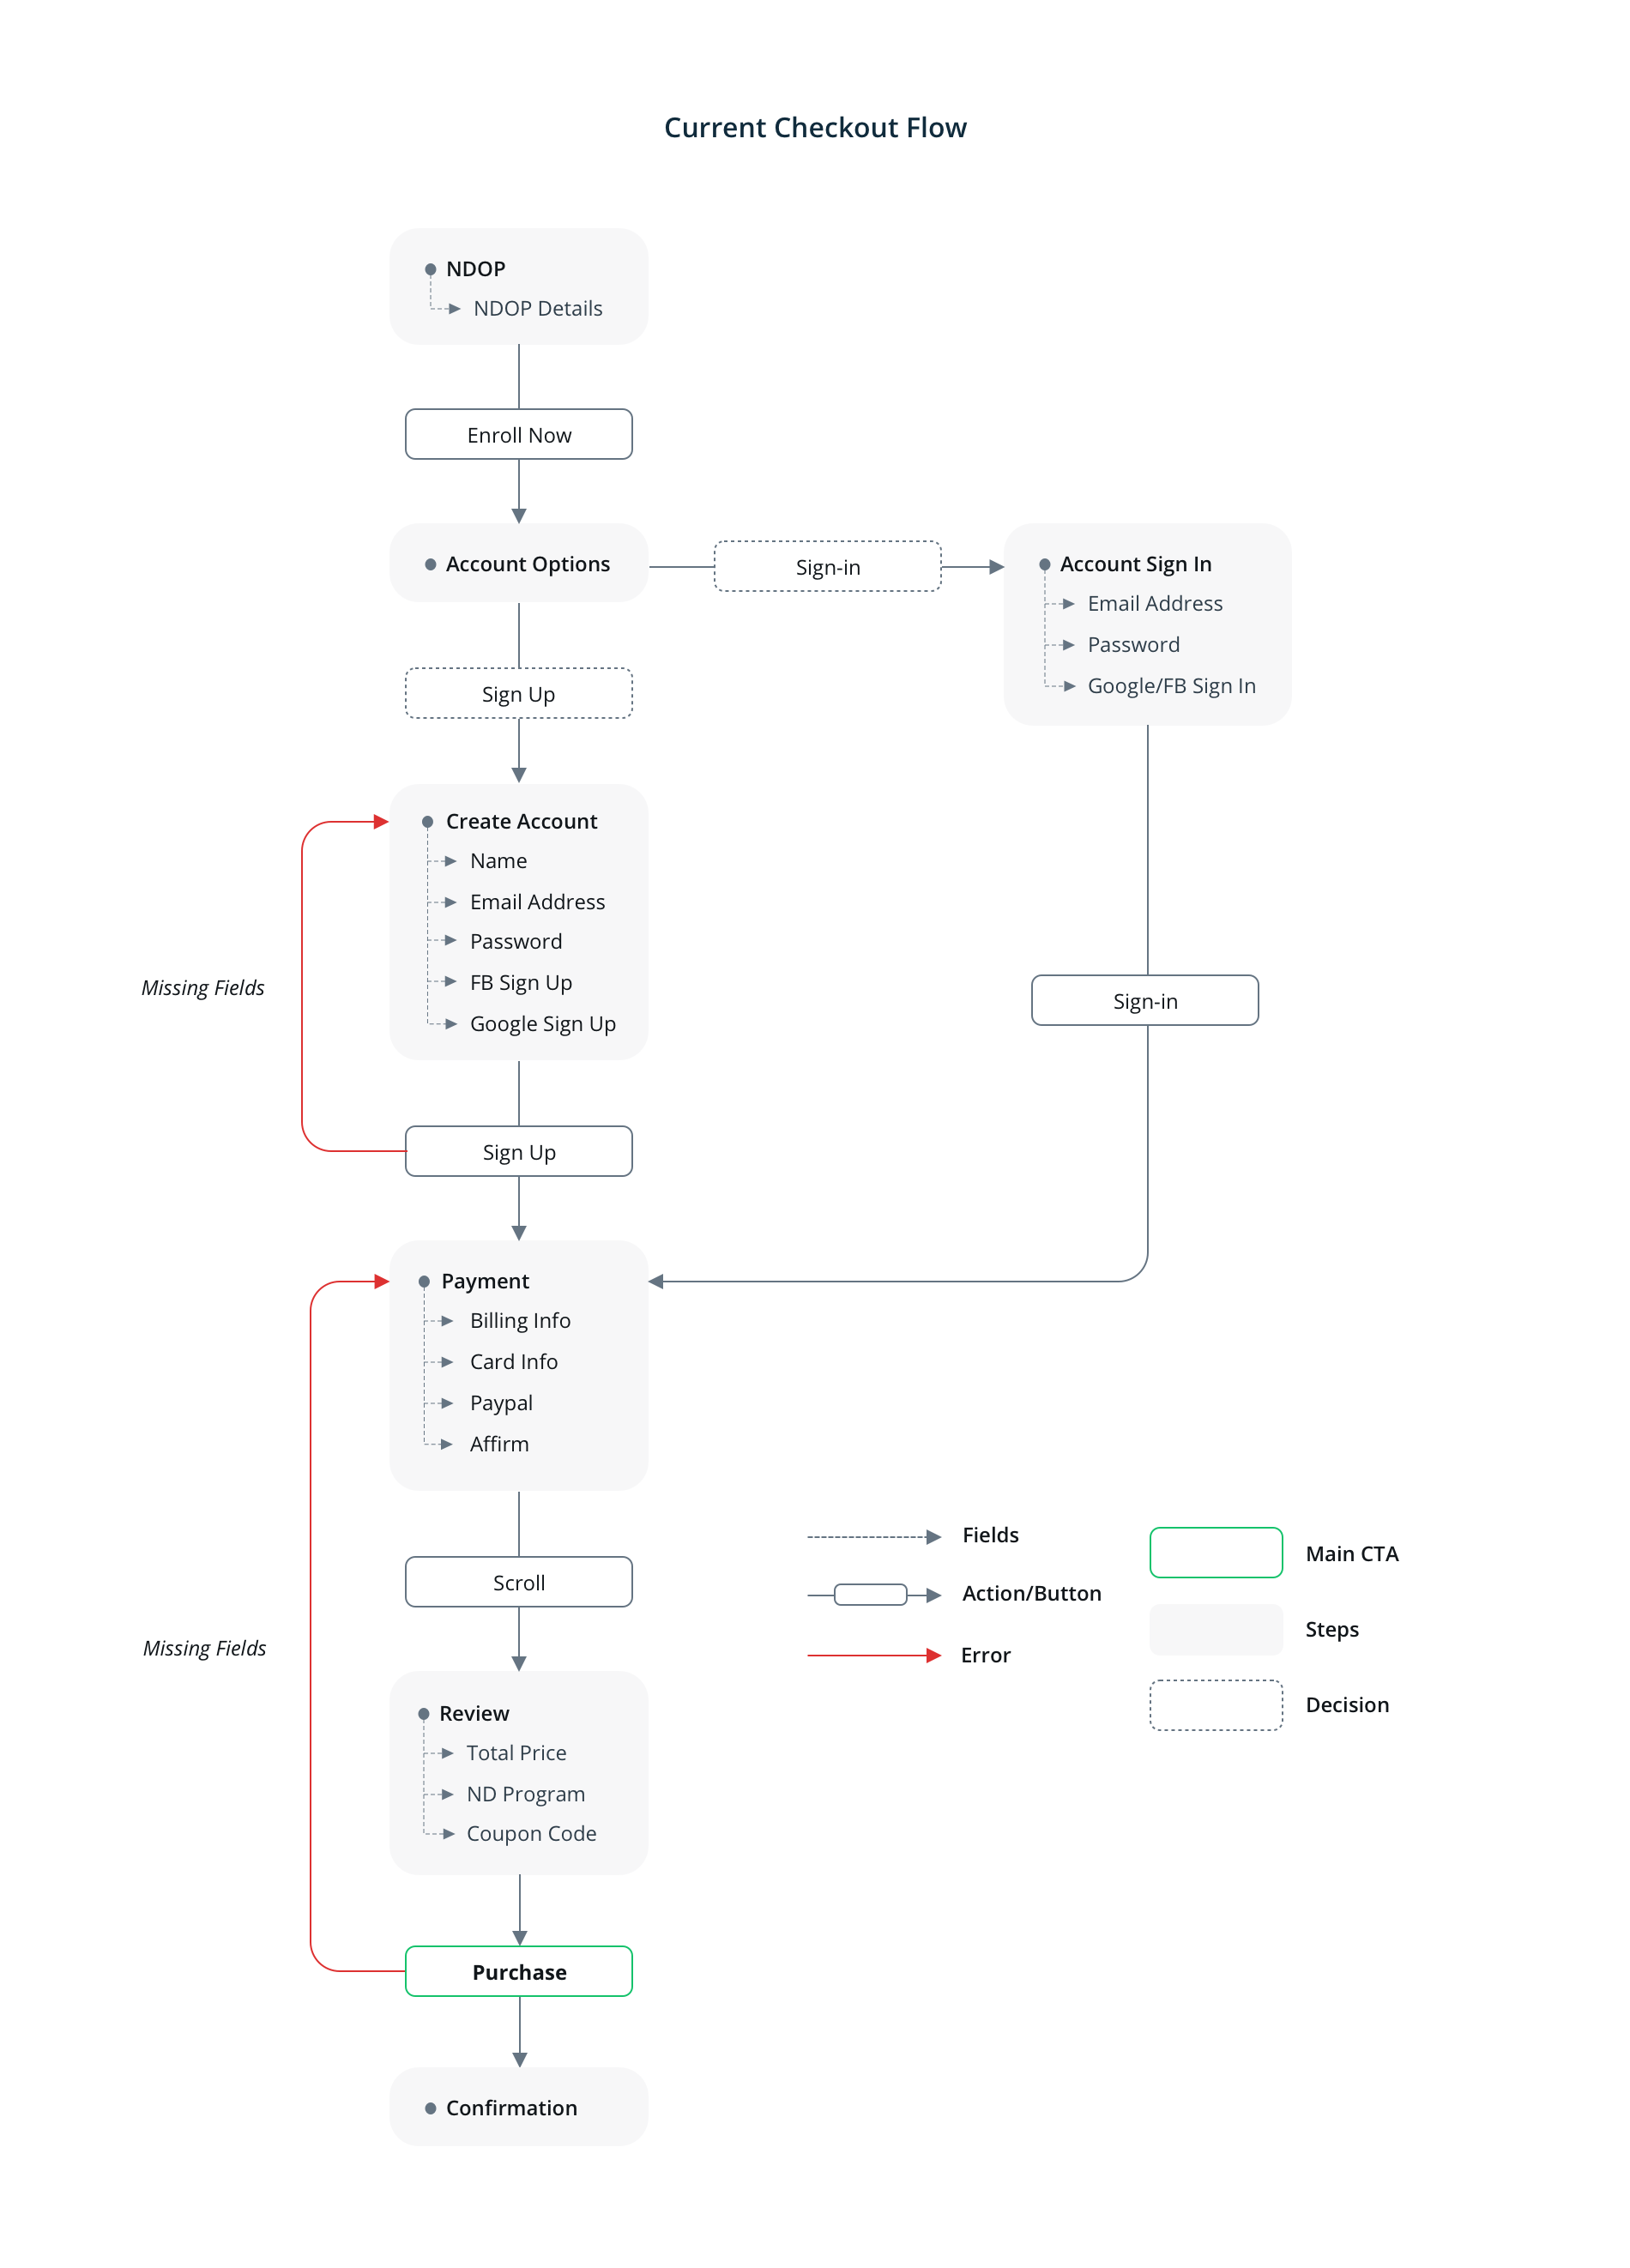 Current Checkout Flow
NDOP
NDOP Details
Enroll Now
Account Options
Sign-in
Account Sign In
Email Address
Password
Google/FB Sign In
Sign Up
Create Account
Name
Email Address
Password
FB Sign Up
Google Sign Up
Missing Fields
Sign-in
Sign Up
Payment
Billing Info
Card Info
Paypal
Affirm
Scroll
Missing Fields
Review
Total Price
ND Program
Coupon Code
Purchase
Confirmation
Fields
Action/Button
Error
Main CTA
Steps
Decision